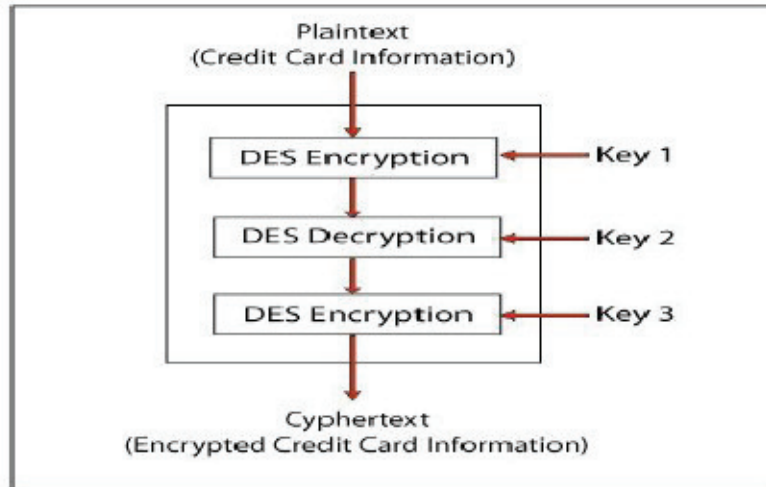 Plaintext
(Credit Card Information)
DES Encryption
Key 1
DES Decryption
Key 2
DES Encryption
Key 3
Cyphertext
(Encrypted Credit Card Information)